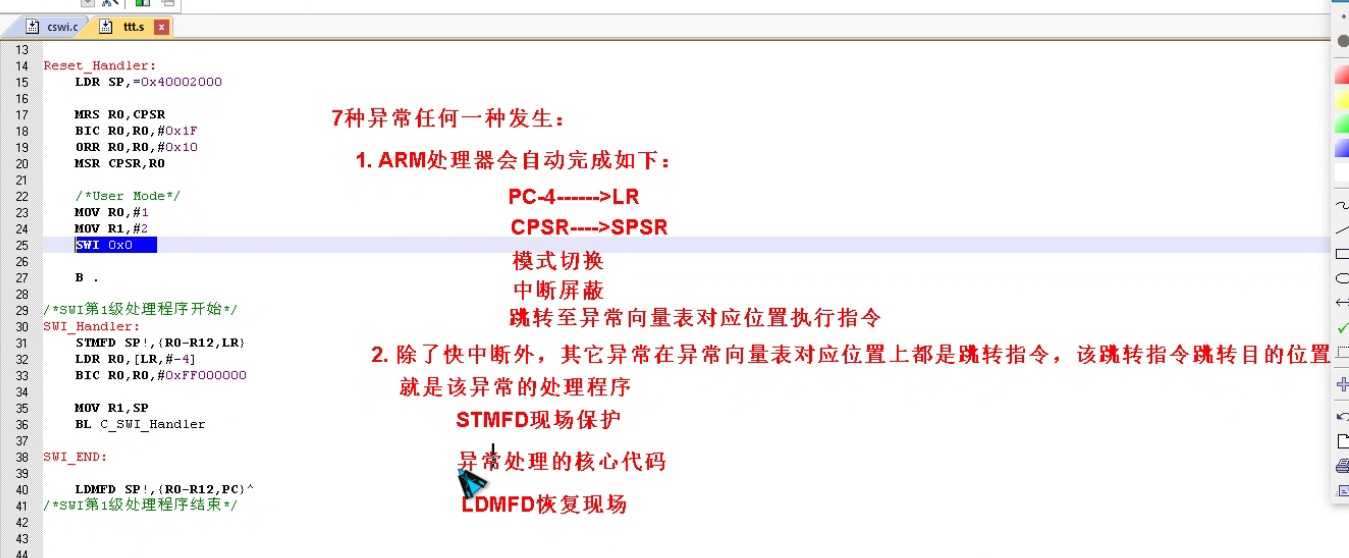 cswi.c ttt.s
13
14 Reset_Handler:
15 LDR SP,=0x40002000
16
17 MRS R0,CPSR
18 BIC R0,R0,#0x1F
19 ORR R0,R0,#0x10
20 MSR CPSR,R0
21
22 /*User Mode*/
23 MOV R0,#1
24 MOV R1,#2
25 SWI 0x0
26
27 B .
28
29 /*SWI第1级处理程序开始*/
30 SWI_Handler:
31 STMFD SP!,{R0-R12,LR}
32 LDR R0,[LR,#-4]
33 BIC R0,R0,#0xFF000000
34
35 MOV R1,SP
36 BL C_SWI_Handler
37
38 SWI_END:
39
40 LDMFD SP!,{R0-R12,PC}^
41 /*SWI第1级处理程序结束*/
42
43
44
7种异常任何一种发生：
1. ARM处理器会自动完成如下：
PC-4------>LR
CPSR---->SPSR
模式切换
中断屏蔽
跳转至异常向量表对应位置执行指令
2. 除了快中断外，其它异常在异常向量表对应位置上都是跳转指令，该跳转指令跳转目的位置
就是该异常的处理程序
STMFD现场保护
异常处理的核心代码
LDMFD恢复现场